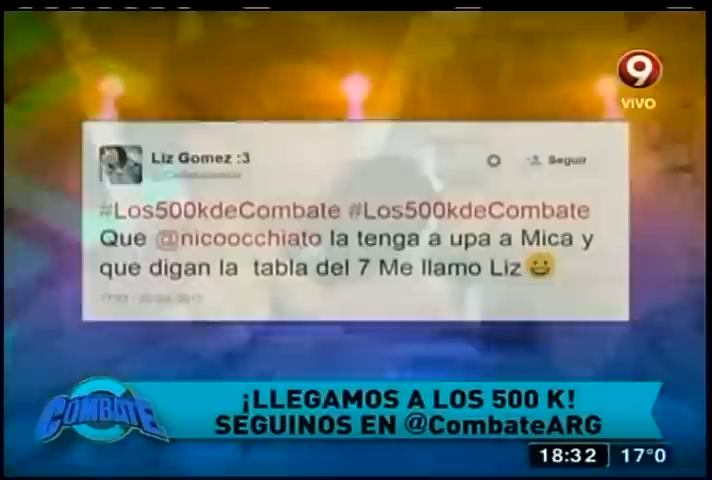 9
VIVO
Liz Gomez :3
Seguir
#Los500kdeCombate #Los500kdeCombate
Que @nicoocchiato la tenga a upa a Mica y
que digan la tabla del 7 Me llamo Liz
COMBATE
¡LLEGAMOS A LOS 500 K!
SEGUINOS EN @CombateARG
18:32 17°0